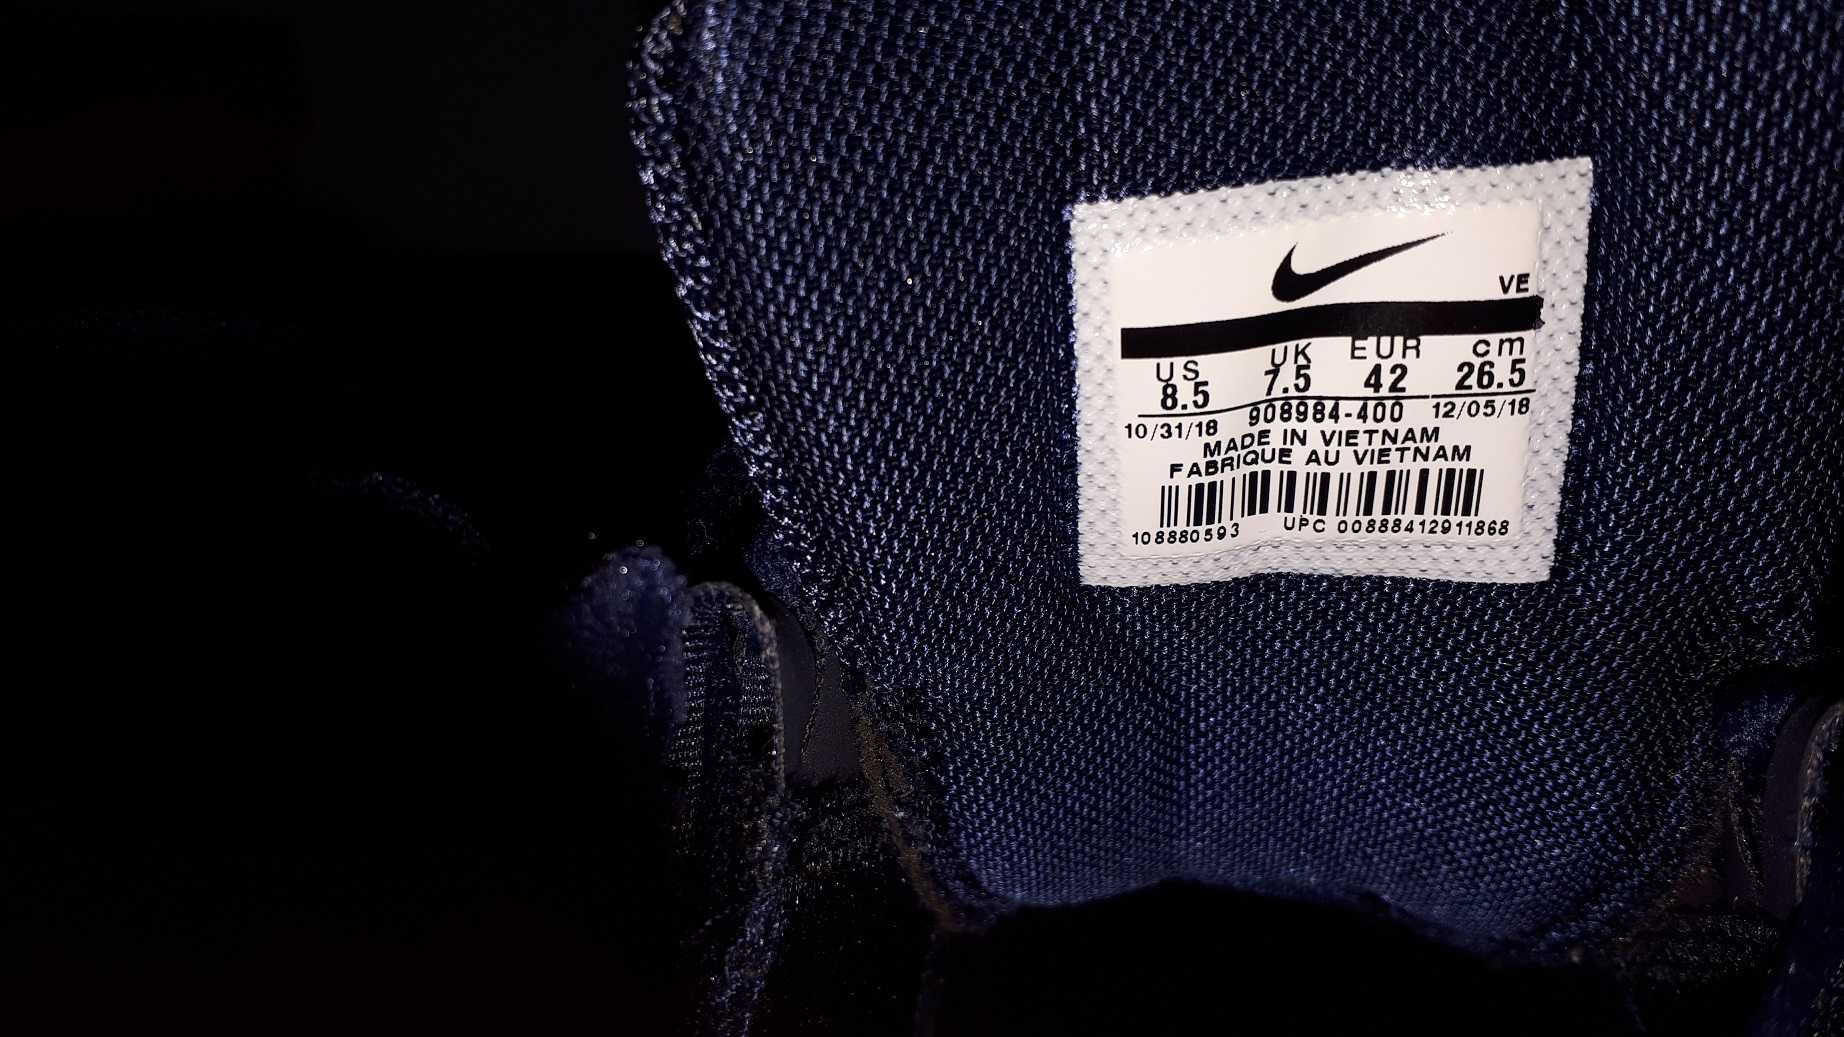 VE
US UK EUR cm
8.5 7.5 42 26.5
10/31/18 908984-400 12/05/18
MADE IN VIETNAM
FABRIQUE AU VIETNAM
108880593 UPC 00888412911868